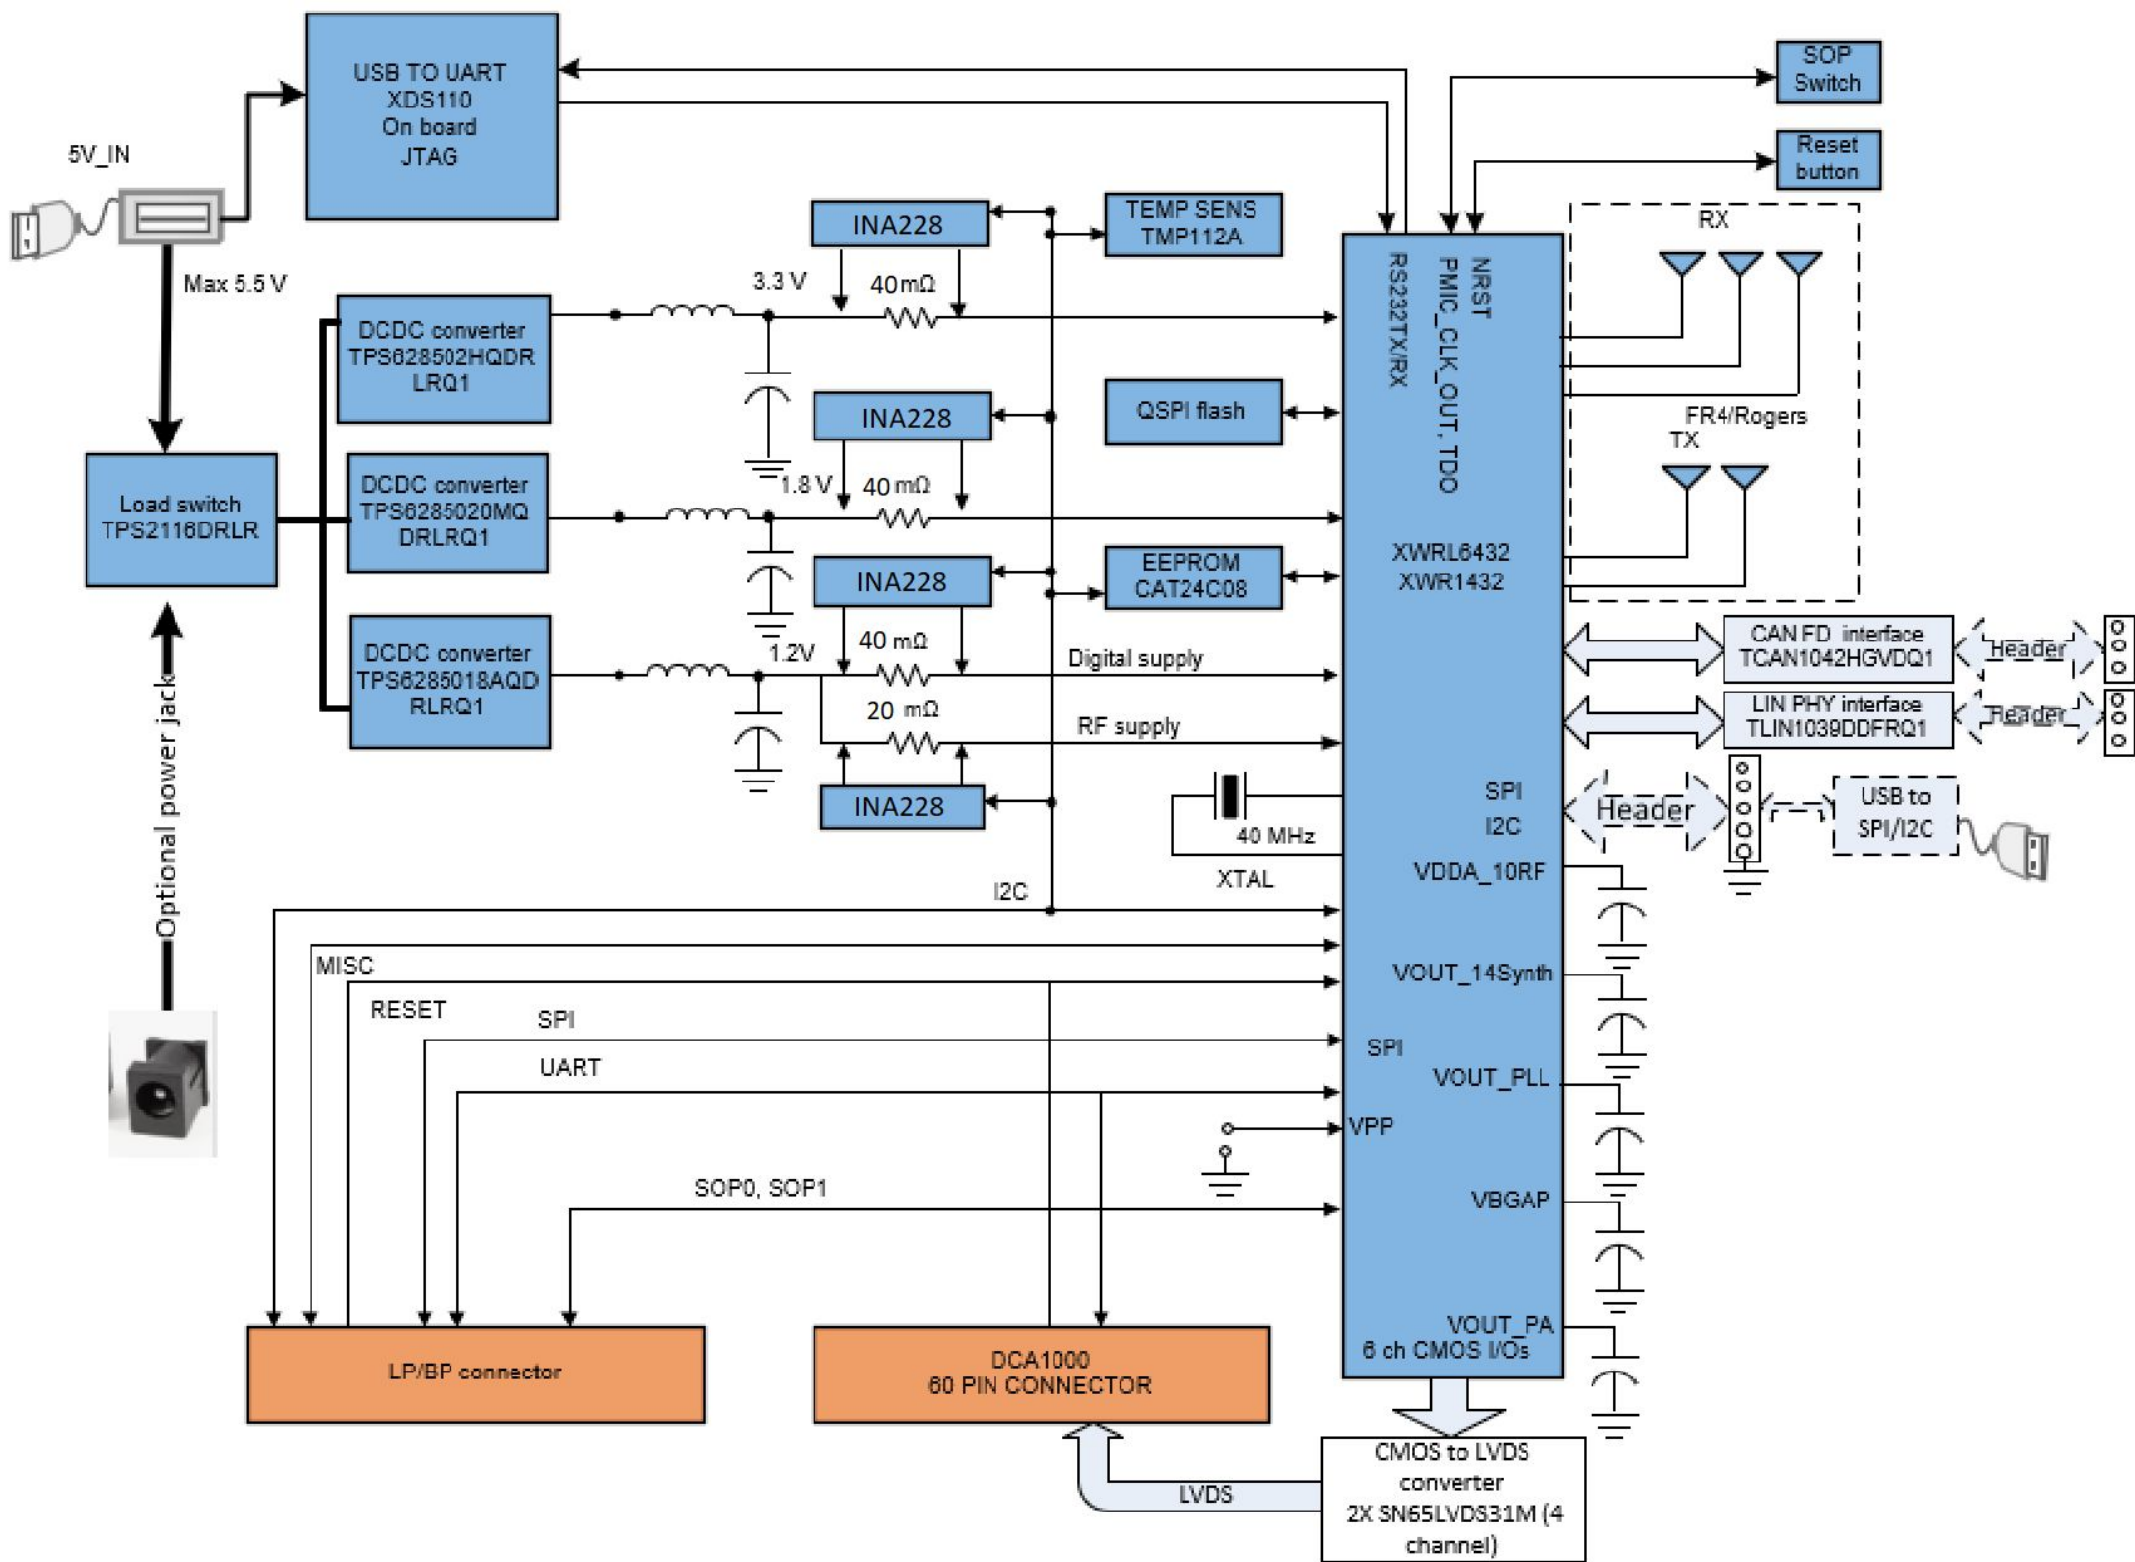 USB TO UART
XDS110
On board
JTAG
5V_IN
Max 5.5 V
SOP
Switch
Reset
button
INA228
TEMP SENS
TMP112A
RX
3.3 V
40 mΩ
DCDC converter
TPS628502HQDR
LRQ1
RS232TX/RX
PMIC_CLK_OUT, TDO
NRST
INA228
QSPI flash
FR4/Rogers
TX
1.8 V
40 mΩ
Load switch
TPS2116DRLR
DCDC converter
TPS6285020MQ
DRLRQ1
INA228
EEPROM
CAT24C08
XWRL6432
XWR1432
40 mΩ
1.2V
Digital supply
DCDC converter
TPS6285018AQD
RLRQ1
20 mΩ
RF supply
INA228
CAN FD interface
TCAN1042HGVDQ1
Header
LIN PHY interface
TLIN1039DDFRQ1
Header
SPI
I2C
Header
USB to
SPI/I2C
40 MHz
XTAL
VDDA_10RF
Optional power jack
I2C
MISC
RESET
VOUT_14Synth
SPI
SPI
UART
VOUT_PLL
VPP
SOP0, SOP1
VBGAP
VOUT_PA
6 ch CMOS I/Os
LP/BP connector
DCA1000
60 PIN CONNECTOR
LVDS
CMOS to LVDS
converter
2X SN65LVDS31M (4
channel)